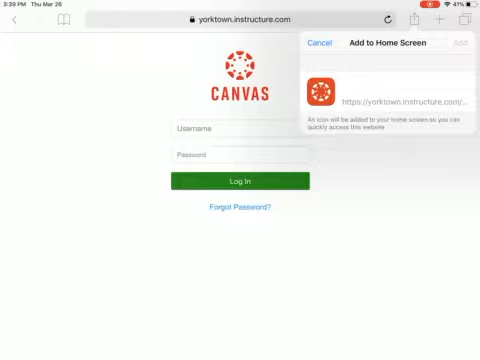 3:39 PM Thu Mar 26
41%
yorktown.instructure.com
Cancel
Add to Home Screen
Add
https://yorktown.instructure.com/...
An icon will be added to your home screen so you can
quickly access this website
CANVAS
Username
Password
Log In
Forgot Password?